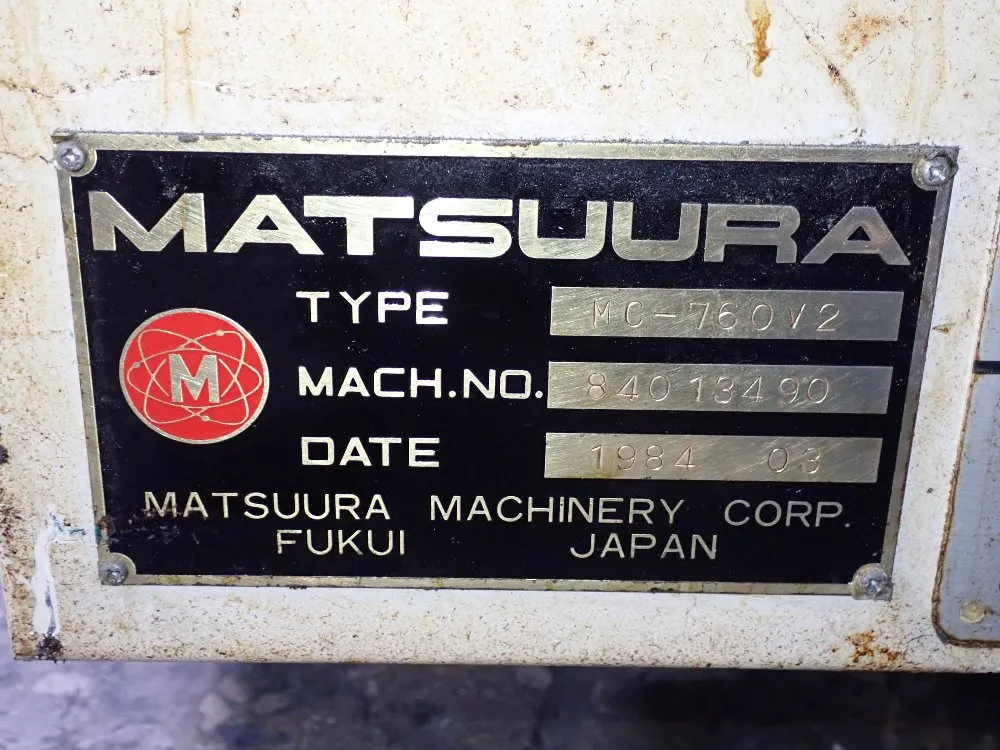 MATSUURA
TYPE MC-760V2
M
MACH.NO. 84013490
DATE 1984 03
MATSUURA MACHINERY CORP.
FUKUI JAPAN